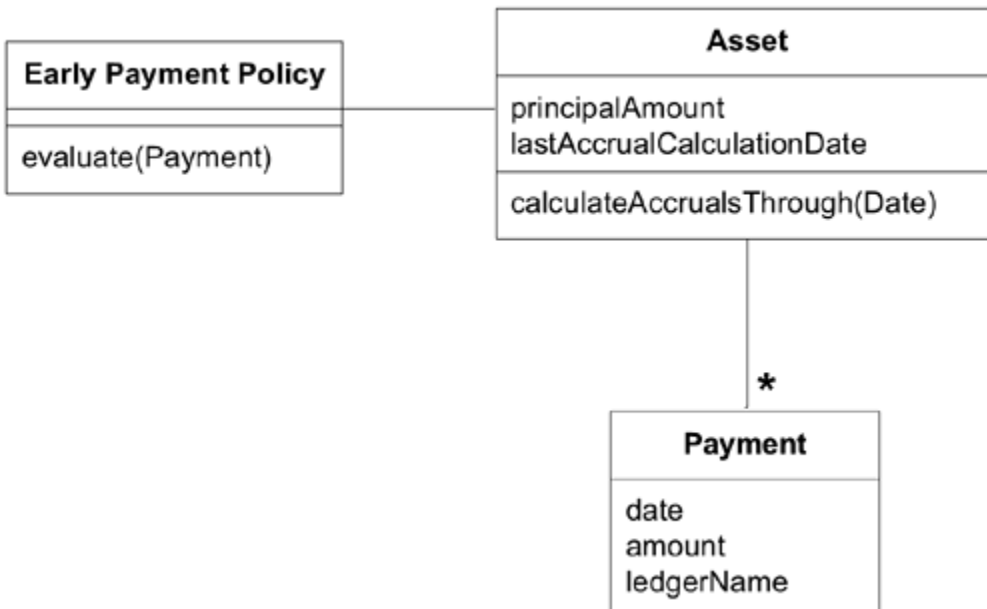 Early Payment Policy
evaluate(Payment)
Asset
principalAmount
lastAccrualCalculationDate
calculateAccrualsThrough(Date)
*
Payment
date
amount
ledgerName